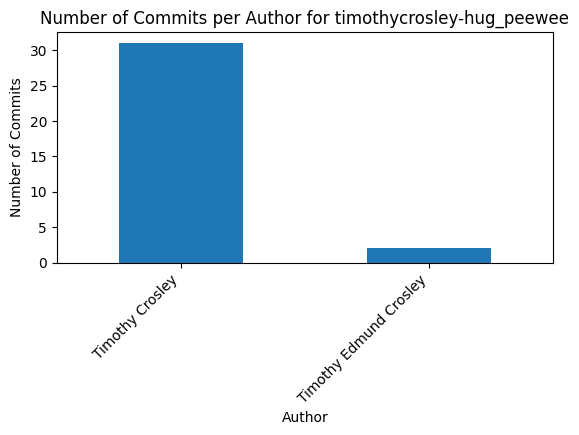 Number of Commits per Author for timothycrosley-hug_peewee
30
25
20
15
10
5
0
Number of Commits
Timothy Crosley
Timothy Edmund Crosley
Author